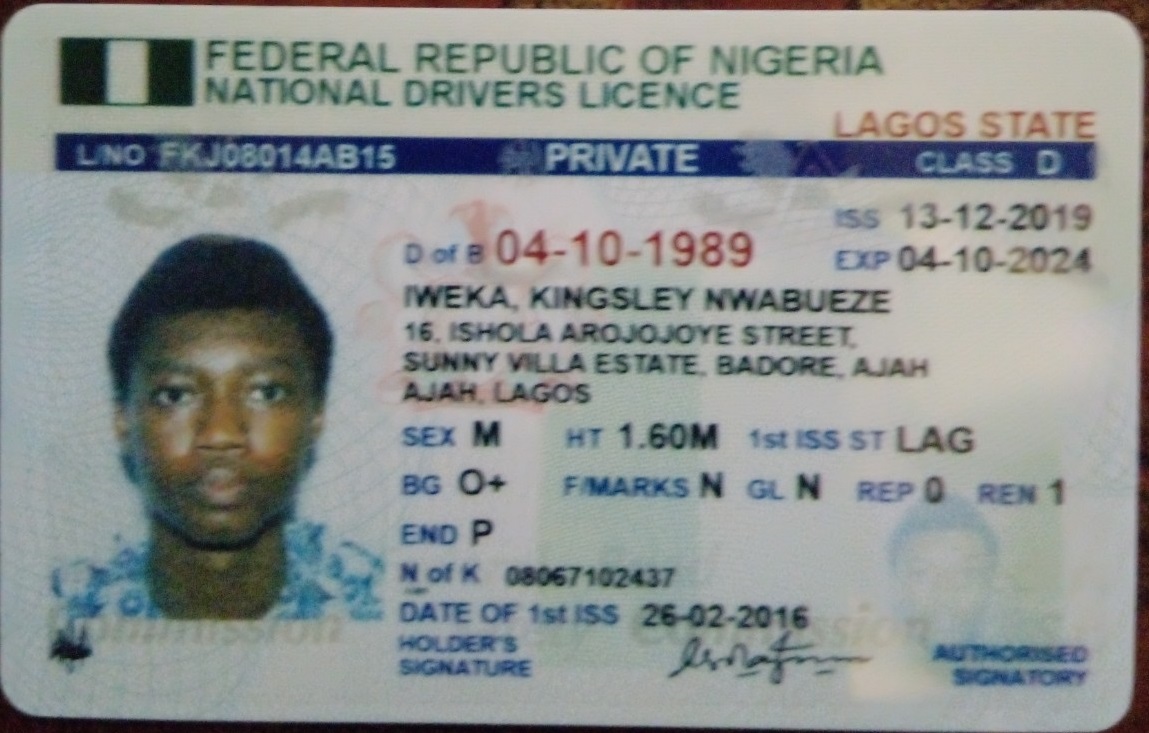 FEDERAL REPUBLIC OF NIGERIA
NATIONAL DRIVERS LICENCE
LAGOS STATE
L/NO FKJ08014AB15 PRIVATE CLASS D
ISS 13-12-2019
D of B 04-10-1989 EXP 04-10-2024
IWEKA, KINGSLEY NWABUEZE
16, ISHOLA AROJOJOYE STREET,
SUNNY VILLA ESTATE, BADORE, AJAH
AJAH, LAGOS
SEX M HT 1.60M 1st ISS ST LAG
BG O+ F/MARKS N GL N REP 0 REN 1
END P
N of K 08067102437
DATE OF 1st ISS 26-02-2016
HOLDER'S
SIGNATURE
AUTHORISED
SIGNATORY